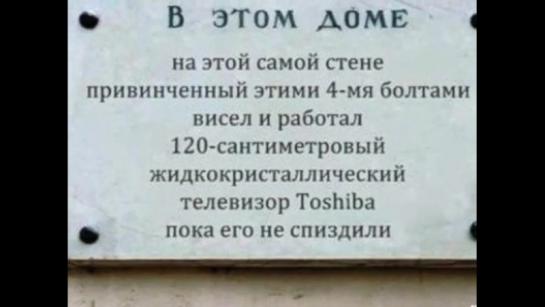 В ЭТОМ ДОМЕ
на этой самой стене
привинченный этими 4-мя болтами
висел и работал
120-сантиметровый
жидкокристаллический
телевизор Toshiba
пока его не спиздили